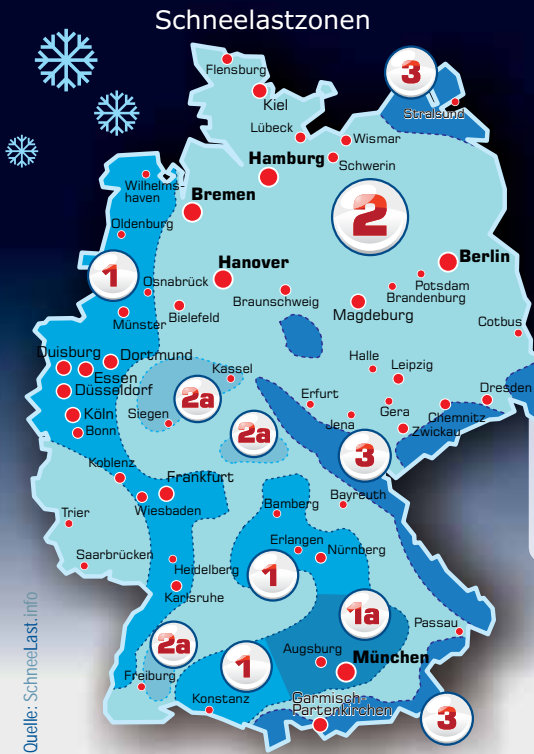 Schneelastzonen
3
Flensburg
Kiel
Stralsund
Lübeck
Wismar
Hamburg
Schwerin
Wilhelms-
haven
Bremen
2
Oldenburg
Hanover
Berlin
1
Osnabrück
Potsdam
Braunschweig
Brandenburg
Münster
Bielefeld
Magdeburg
Cotbus
Duisburg
Dortmund
Halle
Leipzig
Essen
Kassel
Düsseldorf
2a
Erfurt
Dresden
Köln
Siegen
Gera
Chemnitz
Bonn
2a
Jena
Zwickau
3
Koblenz
Frankfurt
Bayreuth
Wiesbaden
Bamberg
Trier
Erlangen
Saarbrücken
Nürnberg
Heidelberg
1
Karlsruhe
1a
Passau
2a
1
Augsburg
München
Freiburg
Konstanz
Garmisch-
Partenkirchen
3
Quelle: SchneeLast.info